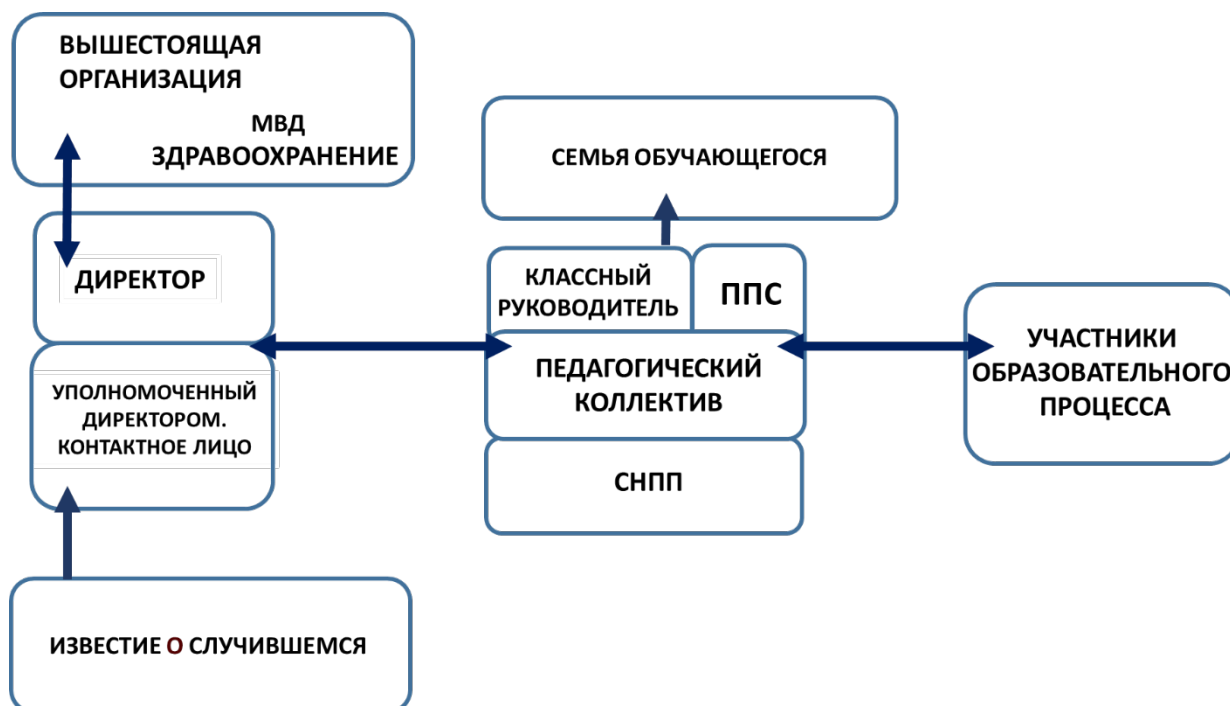 ВЫШЕСТОЯЩАЯ
ОРГАНИЗАЦИЯ
МВД
ЗДРАВООХРАНЕНИЕ
СЕМЬЯ ОБУЧАЮЩЕГОСЯ
ДИРЕКТОР
КЛАССНЫЙ
РУКОВОДИТЕЛЬ
ППС
УЧАСТНИКИ
ОБРАЗОВАТЕЛЬНОГО
ПРОЦЕССА
УПОЛНОМОЧЕННЫЙ
ДИРЕКТОРОМ.
КОНТАКТНОЕ ЛИЦО
ПЕДАГОГИЧЕСКИЙ
КОЛЛЕКТИВ
СНПП
ИЗВЕСТИЕ О СЛУЧИВШЕМСЯ